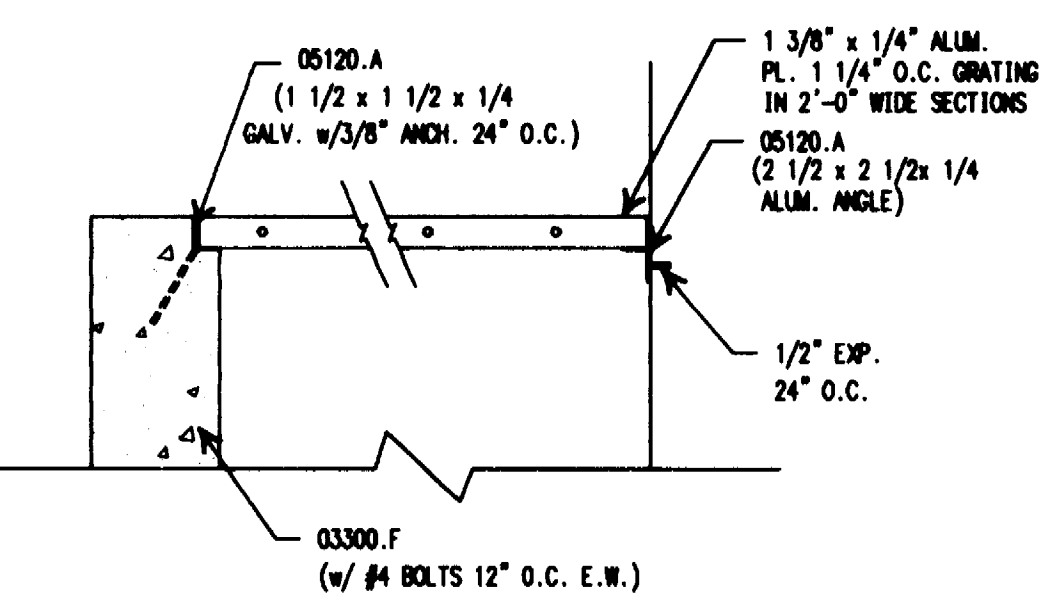 05120.A
(1 1/2 x 1 1/2 x 1/4
GALV. w/3/8" ANCH. 24" O.C.)
1 3/8" x 1/4" ALUM.
PL. 1 1/4" O.C. GRATING
IN 2'-0" WIDE SECTIONS
05120.A
(2 1/2 x 2 1/2x 1/4
ALUM. ANGLE)
1/2" EXP.
24" O.C.
03300.F
(w/ #4 BOLTS 12" O.C. E.W.)